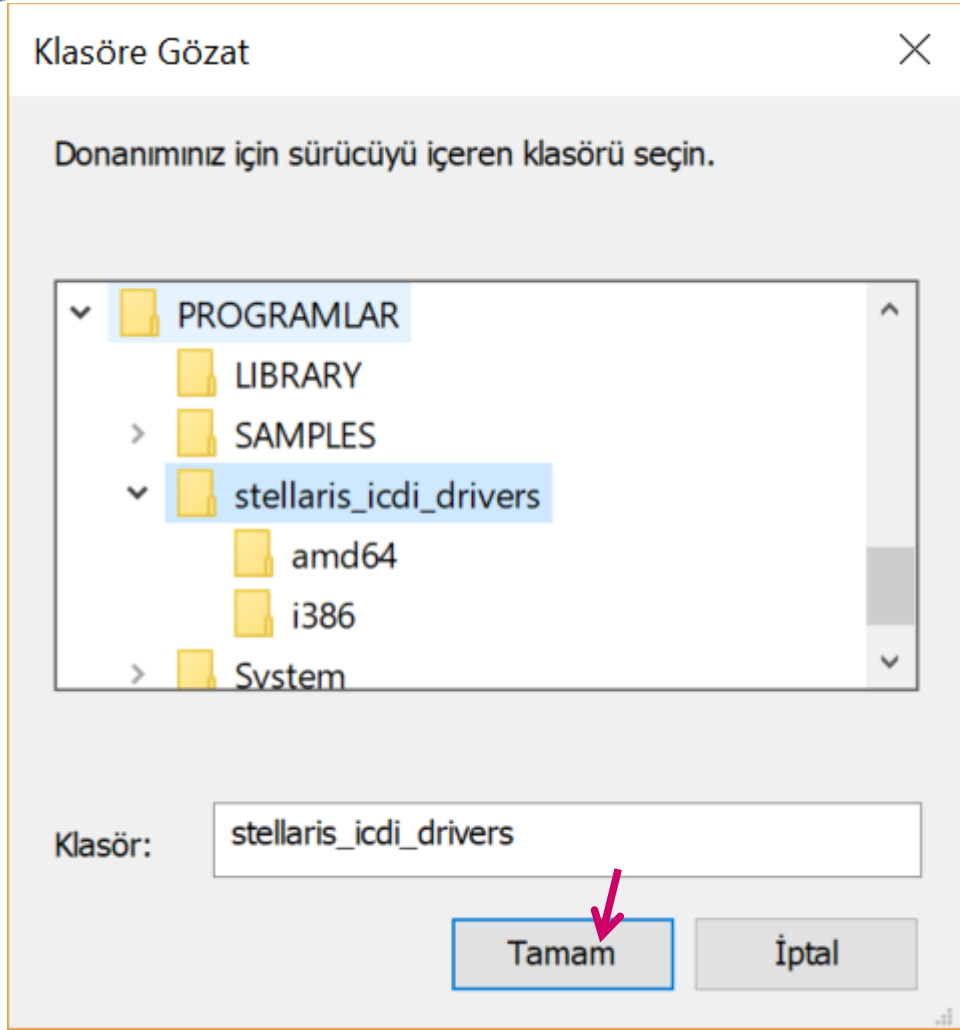 Klasöre Gözat
Donanımınız için sürücüyü içeren klasörü seçin.
PROGRAMLAR
LIBRARY
SAMPLES
stellaris_icdi_drivers
amd64
i386
System
Klasör: stellaris_icdi_drivers
Tamam İptal